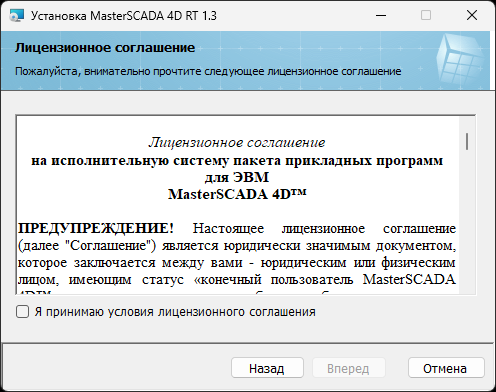 Установка MasterSCADA 4D RT 1.3
Лицензионное соглашение
Пожалуйста, внимательно прочтите следующее лицензионное соглашение
Лицензионное соглашение
на исполнительную систему пакета прикладных программ
для ЭВМ
MasterSCADA 4D™
ПРЕДУПРЕЖДЕНИЕ! Настоящее лицензионное соглашение
(далее "Соглашение") является юридически значимым документом,
которое заключается между вами - юридическим или физическим
лицом, имеющим статус «конечный пользователь MasterSCADA
Я принимаю условия лицензионного соглашения
Назад
Вперед
Отмена